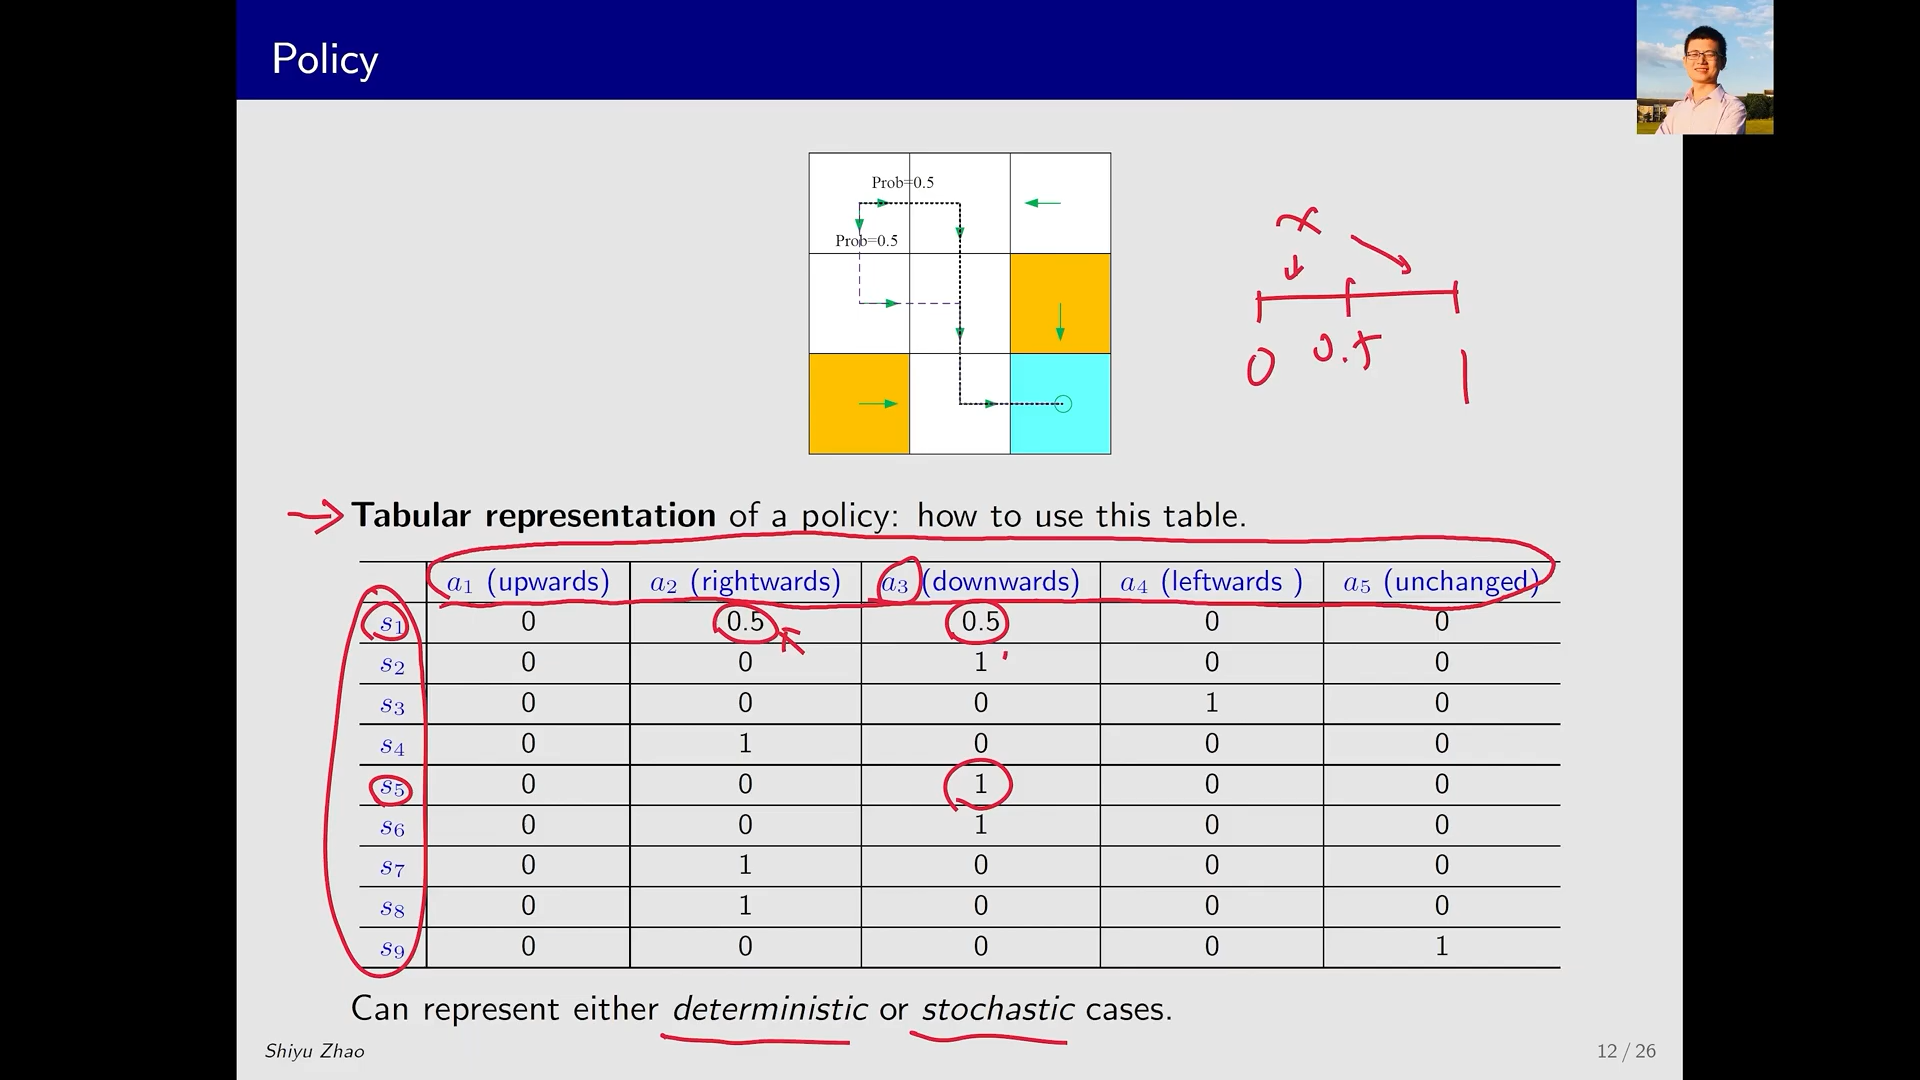 Policy
Prob=0.5
Prob=0.5
x
0 0.5 1
Tabular representation of a policy: how to use this table.
a1 (upwards) a2 (rightwards) a3 (downwards) a4 (leftwards ) a5 (unchanged)
s1 0 0.5 0.5 0 0
s2 0 0 1 0 0
s3 0 0 0 1 0
s4 0 1 0 0 0
s5 0 0 1 0 0
s6 0 0 1 0 0
s7 0 1 0 0 0
s8 0 1 0 0 0
s9 0 0 0 0 1
Can represent either deterministic or stochastic cases.
Shiyu Zhao 12 / 26